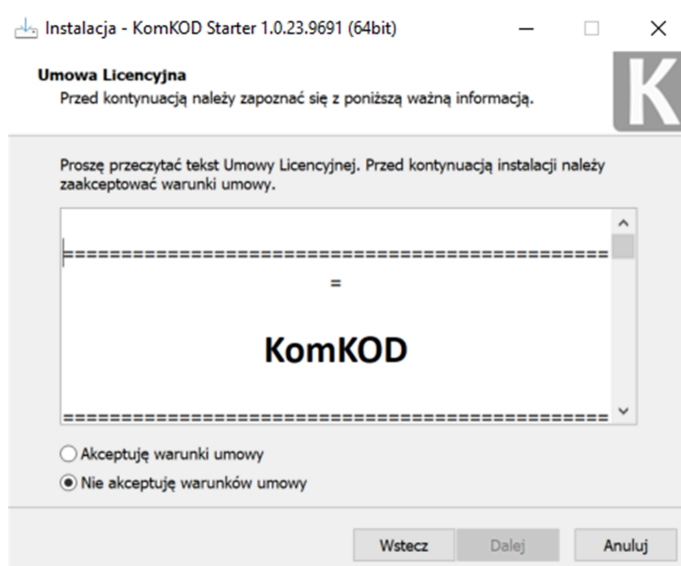 Instalacja - KomKOD Starter 1.0.23.9691 (64bit)
Umowa Licencyjna
Przed kontynuacją należy zapoznać się z poniższą ważną informacją.
K
Proszę przeczytać tekst Umowy Licencyjnej. Przed kontynuacją instalacji należy
zaakceptować warunki umowy.
===============================================
=
KomKOD
===============================================
Akceptuję warunki umowy
Nie akceptuję warunków umowy
Wstecz Dalej Anuluj